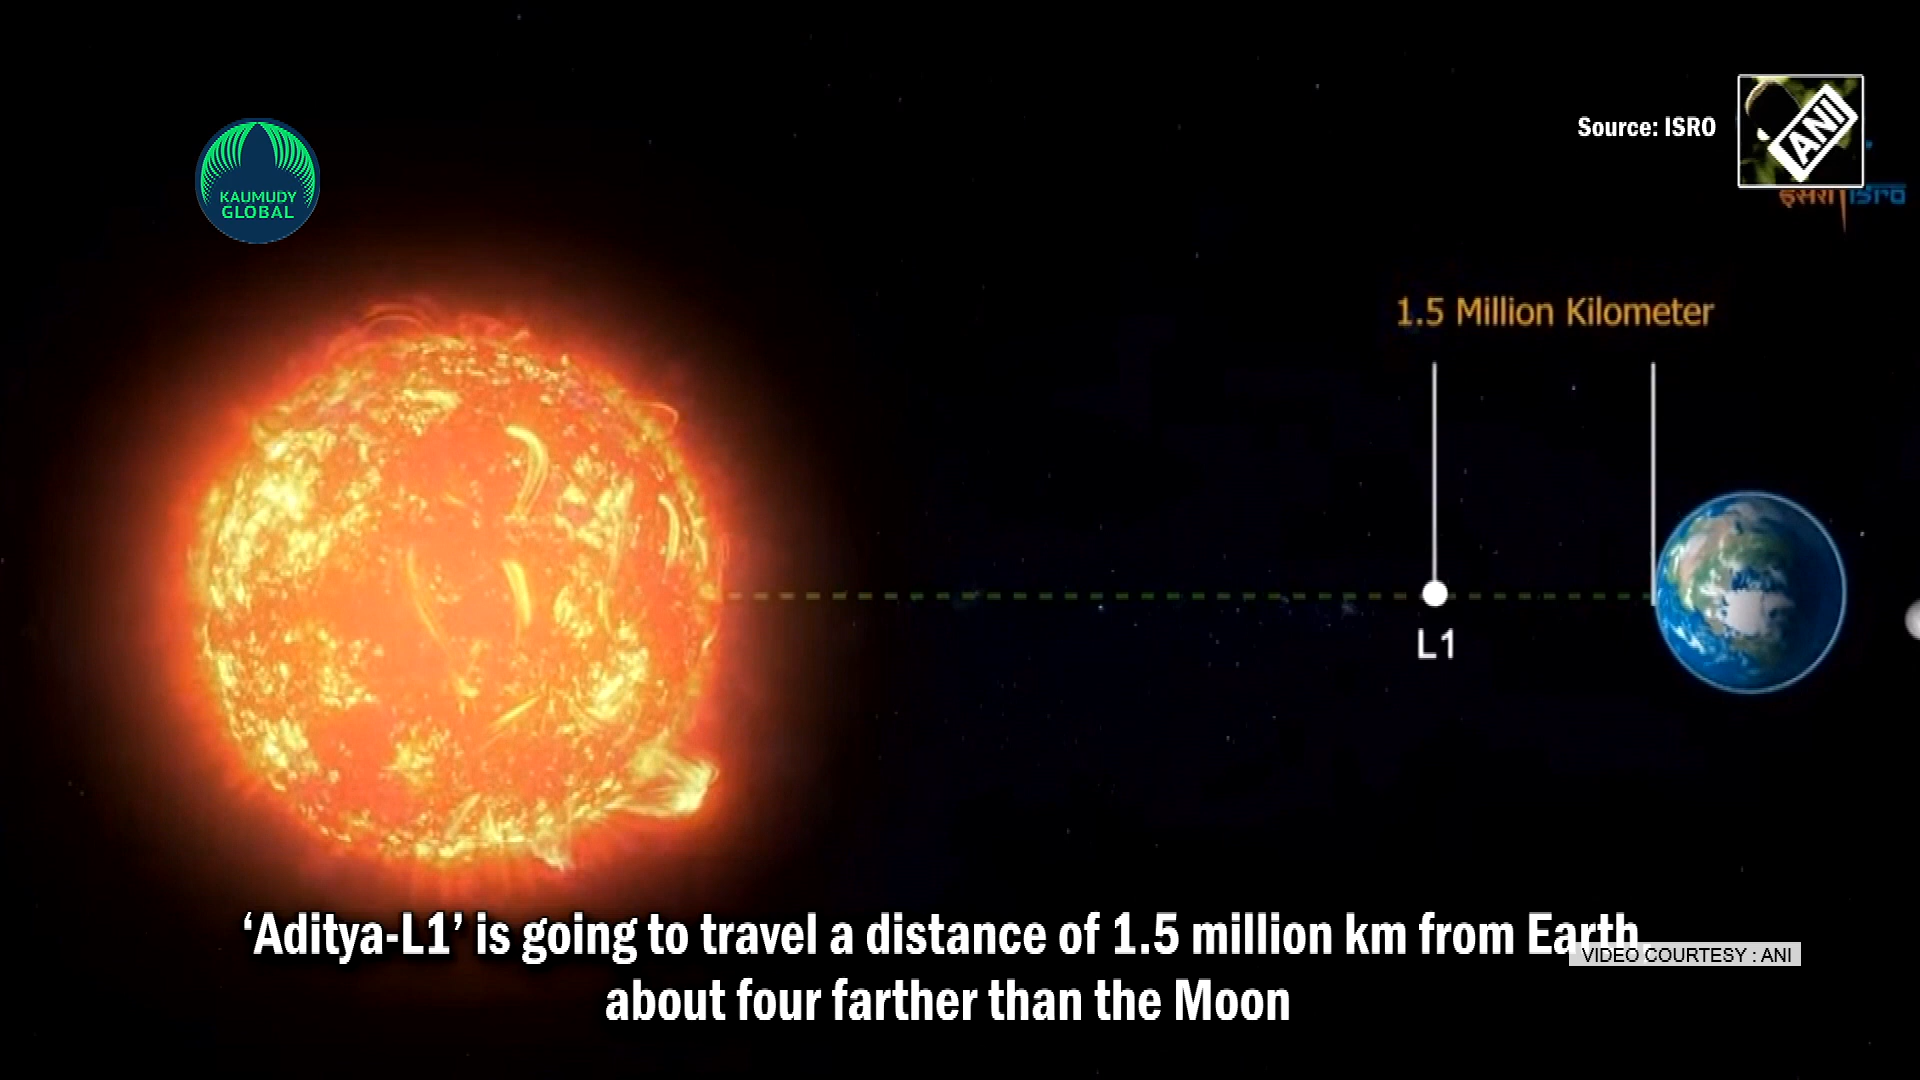 KAUMUDY
GLOBAL
Source: ISRO
ANI
इसरो isro
1.5 Million Kilometer
L1
‘Aditya-L1’ is going to travel a distance of 1.5 million km from Earth,
VIDEO COURTESY : ANI
about four farther than the Moon